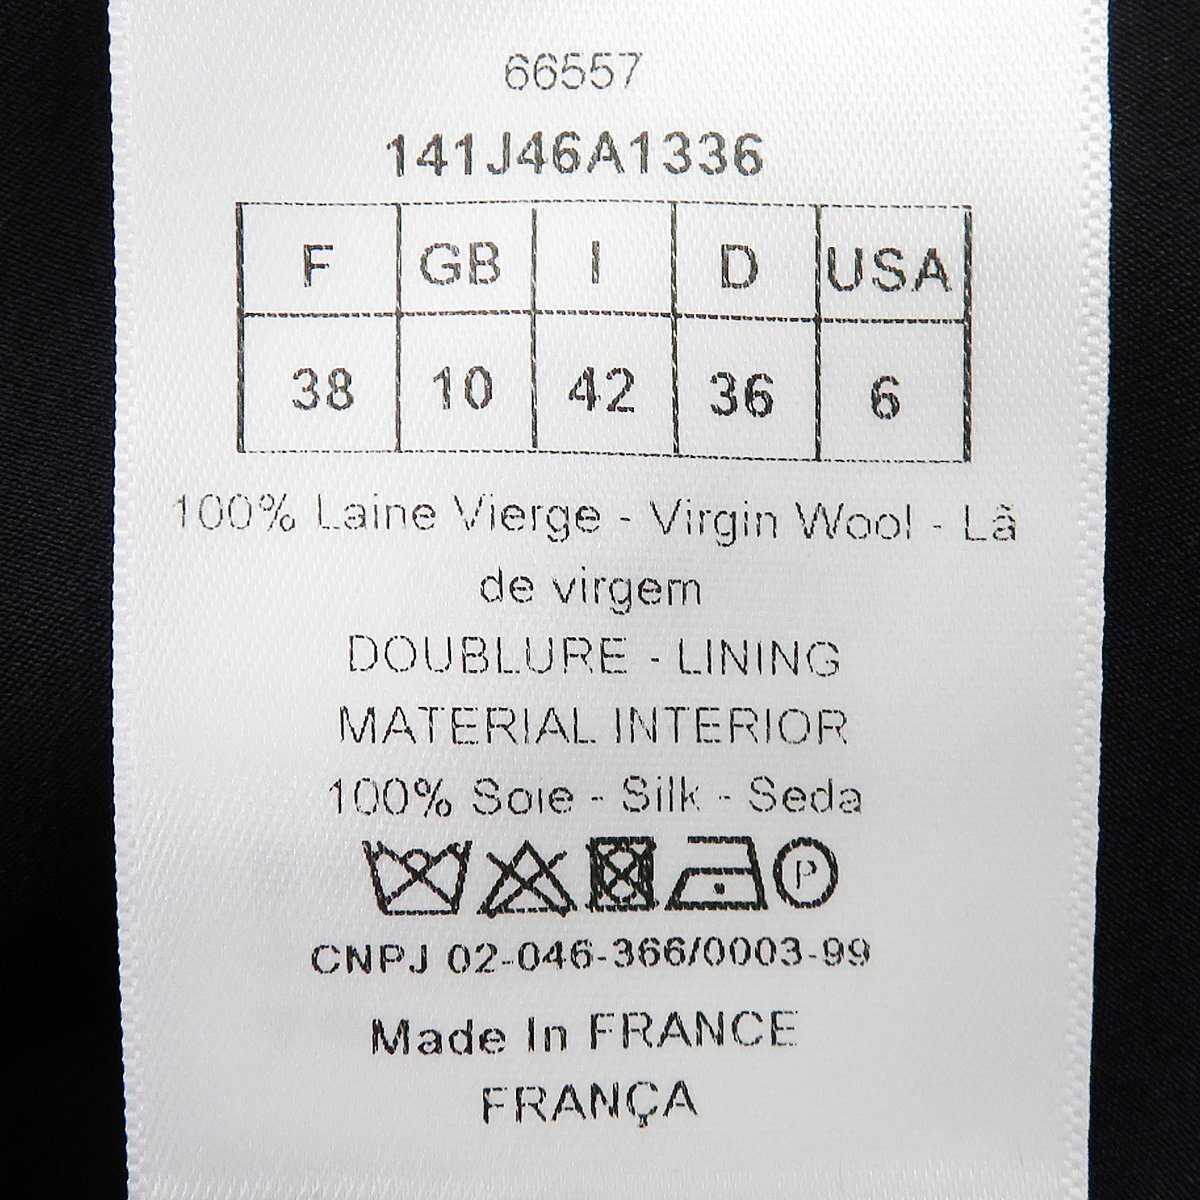 66557
141J46A1336
F GB I D USA
38 10 42 36 6
100% Laine Vierge - Virgin Wool - Lã
de virgem
DOUBLURE - LINING
MATERIAL INTERIOR
100% Soie - Silk - Seda
P
CNPJ 02-046-366/0003-99
Made In FRANCE
FRANÇA